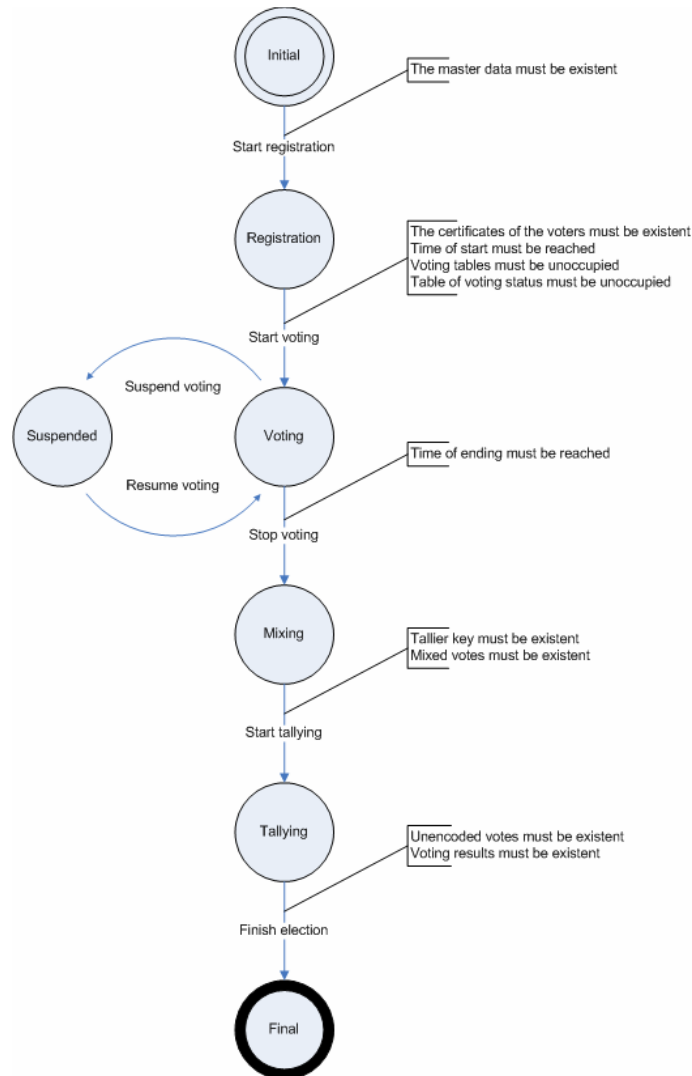 Initial
The master data must be existent
Start registration
Registration
The certificates of the voters must be existent
Time of start must be reached
Voting tables must be unoccupied
Table of voting status must be unoccupied
Start voting
Suspend voting
Suspended
Voting
Time of ending must be reached
Resume voting
Stop voting
Mixing
Tallier key must be existent
Mixed votes must be existent
Start tallying
Tallying
Unencoded votes must be existent
Voting results must be existent
Finish election
Final